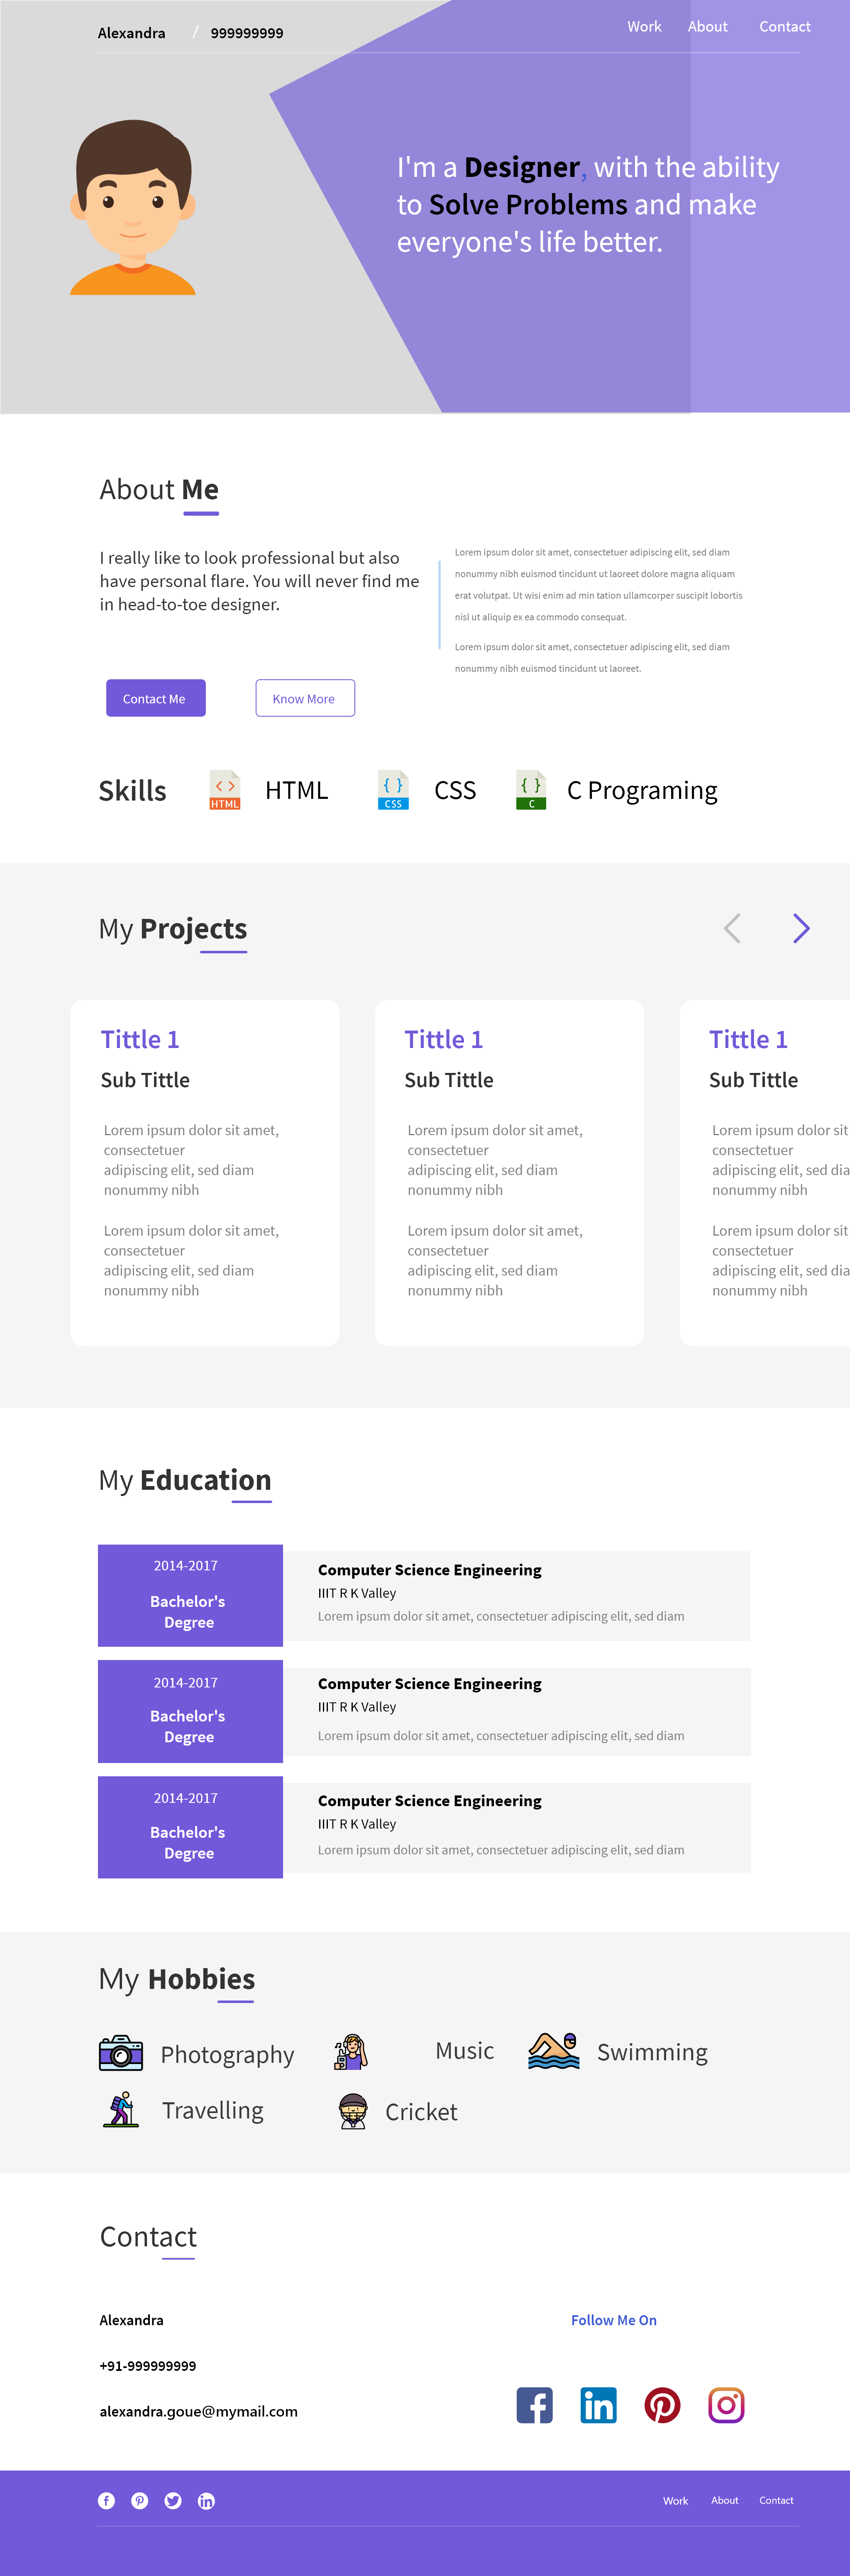 Alexandra / 999999999
Work About Contact
I'm a Designer, with the ability
to Solve Problems and make
everyone's life better.
About Me
I really like to look professional but also
have personal flare. You will never find me
in head-to-toe designer.
Lorem ipsum dolor sit amet, consectetuer adipiscing elit, sed diam
nonummy nibh euismod tincidunt ut laoreet dolore magna aliquam
erat volutpat. Ut wisi enim ad min tation ullamcorper suscipit lobortis
nisl ut aliquip ex ea commodo consequat.
Lorem ipsum dolor sit amet, consectetuer adipiscing elit, sed diam
nonummy nibh euismod tincidunt ut laoreet.
Contact Me
Know More
Skills
HTML
HTML
CSS
CSS
C
C Programing
My Projects
Tittle 1
Sub Tittle
Lorem ipsum dolor sit amet,
consectetuer
adipiscing elit, sed diam
nonummy nibh
Lorem ipsum dolor sit amet,
consectetuer
adipiscing elit, sed diam
nonummy nibh
Tittle 1
Sub Tittle
Lorem ipsum dolor sit amet,
consectetuer
adipiscing elit, sed diam
nonummy nibh
Lorem ipsum dolor sit amet,
consectetuer
adipiscing elit, sed diam
nonummy nibh
Tittle 1
Sub Tittle
Lorem ipsum dolor sit
consectetuer
adipiscing elit, sed dia
nonummy nibh
Lorem ipsum dolor sit
consectetuer
adipiscing elit, sed dia
nonummy nibh
My Education
2014-2017
Bachelor's
Degree
Computer Science Engineering
IIIT R K Valley
Lorem ipsum dolor sit amet, consectetuer adipiscing elit, sed diam
2014-2017
Bachelor's
Degree
Computer Science Engineering
IIIT R K Valley
Lorem ipsum dolor sit amet, consectetuer adipiscing elit, sed diam
2014-2017
Bachelor's
Degree
Computer Science Engineering
IIIT R K Valley
Lorem ipsum dolor sit amet, consectetuer adipiscing elit, sed diam
My Hobbies
Photography
Music
Swimming
Travelling
Cricket
Contact
Alexandra
Follow Me On
+91-999999999
alexandra.goue@mymail.com
Work About Contact